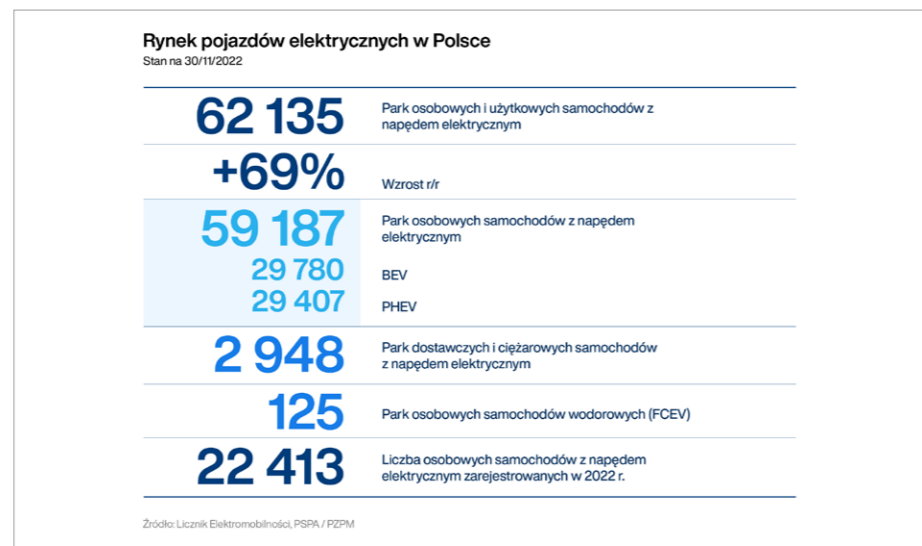 Rynek pojazdów elektrycznych w Polsce
Stan na 30/11/2022
62 135
Park osobowych i użytkowych samochodów z
napędem elektrycznym
+69%
Wzrost r/r
59 187
Park osobowych samochodów z napędem
elektrycznym
29 780
BEV
29 407
PHEV
2 948
Park dostawczych i ciężarowych samochodów
z napędem elektrycznym
125
Park osobowych samochodów wodorowych (FCEV)
22 413
Liczba osobowych samochodów z napędem
elektrycznym zarejestrowanych w 2022 r.
Źródło: Licznik Elektromobilności, PSPA / PZPM